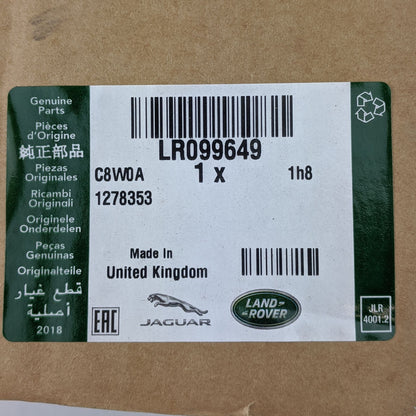 Genuine
Parts
Pièces
d'Origine
純正部品
Piezas
Originales
Ricambi
Originali
Originele
Onderdelen
Peças
Genuinas
Originalteile
قطع غيار
أصلية
2018
LR099649
C8W0A
1 x
1h8
1278353
Made In
United Kingdom
EAC
JAGUAR
LAND
ROVER
JLR
4001.2